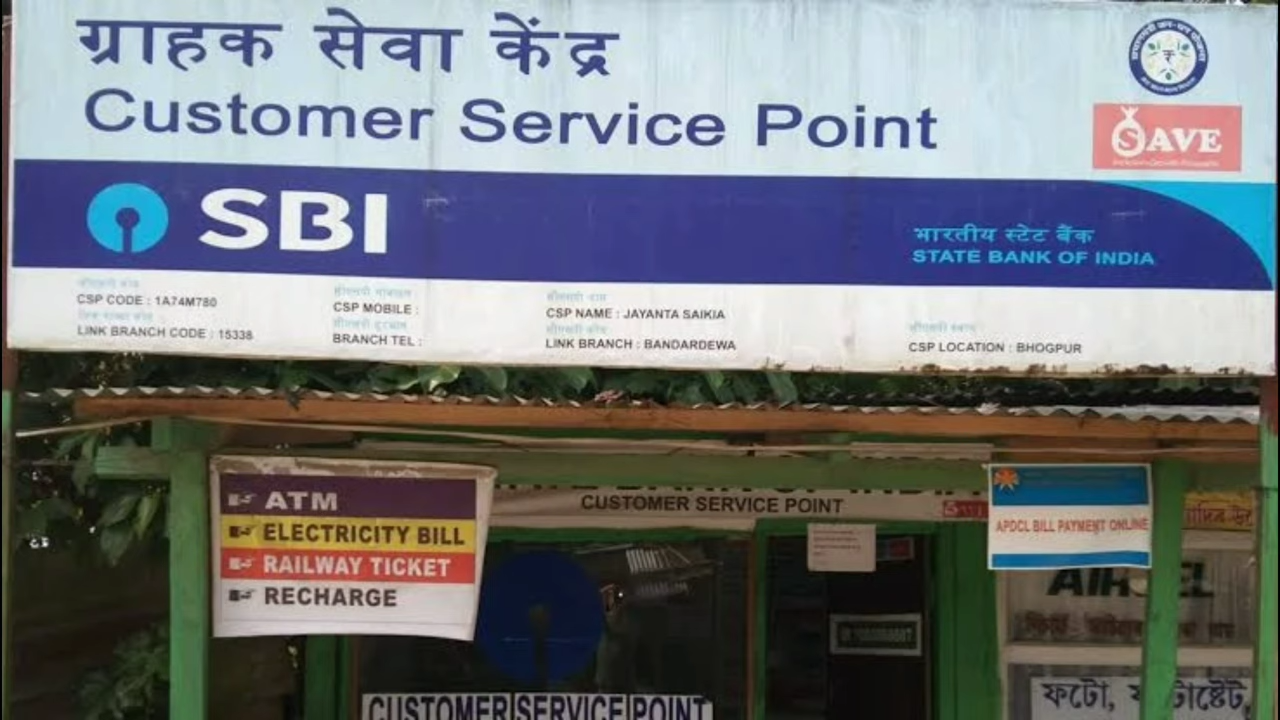 ग्राहक सेवा केंद्र
Customer Service Point
SAVE
SBI
भारतीय स्टेट बैंक
STATE BANK OF INDIA
CSP CODE : 1A74M780
CSP MOBILE :
CSP NAME : JAYANTA SAIKIA
LINK BRANCH CODE : 15338
BRANCH TEL :
LINK BRANCH : BANDARDEWA
CSP LOCATION : BHOGPUR
ATM
ELECTRICITY BILL
RAILWAY TICKET
RECHARGE
CUSTOMER SERVICE POINT
APDCL BILL PAYMENT ONLINE
CUSTOMER SERVICE POINT
ফটো,